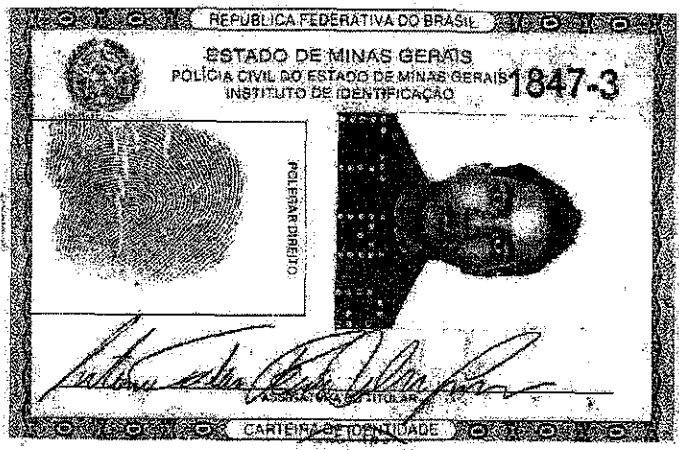 REPÚBLICA FEDERATIVA DO BRASIL
ESTADO DE MINAS GERAIS
POLÍCIA CIVIL DO ESTADO DE MINAS GERAIS
INSTITUTO DE IDENTIFICAÇÃO
1847-3
POLEGAR DIREITO
ASSINATURA DO TITULAR
CARTEIRA DE IDENTIDADE